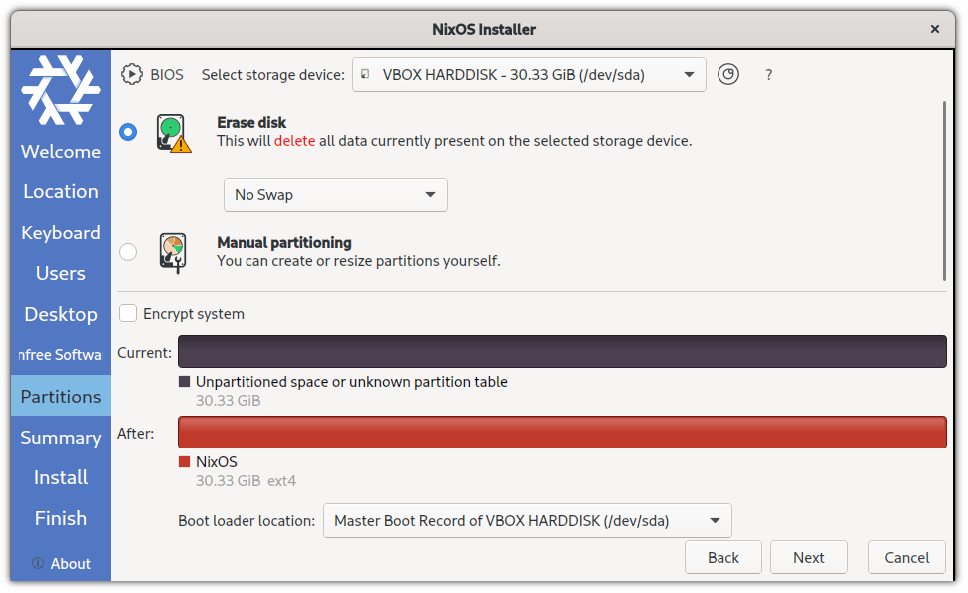 NixOS Installer
BIOS Select storage device: VBOX HARDDISK - 30.33 GiB (/dev/sda) ?
Welcome
Location
Keyboard
Users
Desktop
nfree Softwa
Partitions
Summary
Install
Finish
About
Erase disk
This will delete all data currently present on the selected storage device.
No Swap
Manual partitioning
You can create or resize partitions yourself.
Encrypt system
Current:
Unpartitioned space or unknown partition table
30.33 GiB
After:
NixOS
30.33 GiB ext4
Boot loader location: Master Boot Record of VBOX HARDDISK (/dev/sda)
Back Next Cancel